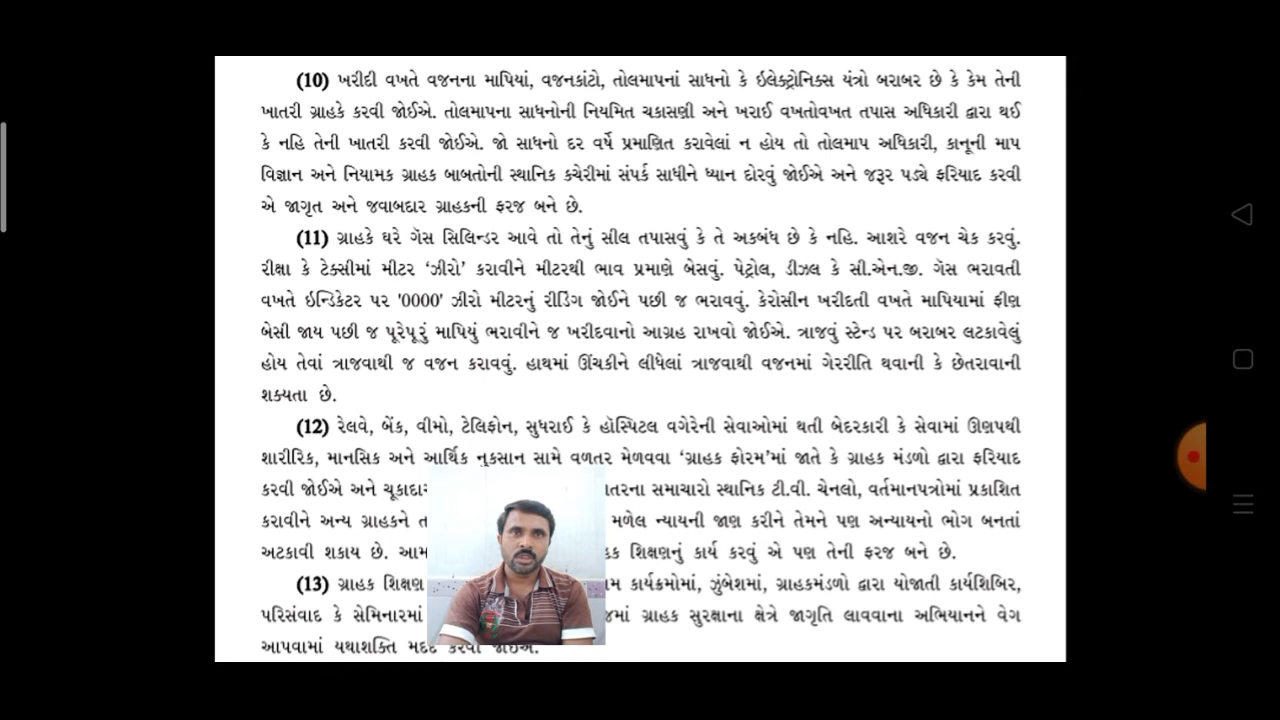 (10) ખરીદી વખતે વજનના માપિયાં, વજનકાંટો, તોલમાપનાં સાધનો કે ઇલેક્ટ્રોનિક્સ યંત્રો બરાબર છે કે કેમ તેની
ખાતરી ગ્રાહકે કરવી જોઈએ. તોલમાપના સાધનોની નિયમિત ચકાસણી અને ખરાઈ વખતોવખત તપાસ અધિકારી દ્વારા થઈ
કે નહિ તેની ખાતરી કરવી જોઈએ. જો સાધનો દર વર્ષે પ્રમાણિત કરાવેલાં ન હોય તો તોલમાપ અધિકારી, કાનૂની માપ
વિજ્ઞાન અને નિયામક ગ્રાહક બાબતોની સ્થાનિક કચેરીમાં સંપર્ક સાધીને ધ્યાન દોરવું જોઈએ અને જરૂર પડ્યે ફરિયાદ કરવી
એ જાગૃત અને જવાબદાર ગ્રાહકની ફરજ બને છે.
(11) ગ્રાહકે ઘરે ગૅસ સિલિન્ડર આવે તો તેનું સીલ તપાસવું કે તે અકબંધ છે કે નહિ. આશરે વજન ચેક કરવું.
રીક્ષા કે ટેક્સીમાં મીટર ‘ઝીરો’ કરાવીને મીટરથી ભાવ પ્રમાણે બેસવું. પેટ્રોલ, ડીઝલ કે સી.એન.જી. ગૅસ ભરાવતી
વખતે ઇન્ડિકેટર પર '0000' ઝીરો મીટરનું રીડિંગ જોઈને પછી જ ભરાવવું. કેરોસીન ખરીદતી વખતે માપિયામાં ફીણ
બેસી જાય પછી જ પૂરેપૂરું માપિયું ભરાવીને જ ખરીદવાનો આગ્રહ રાખવો જોઈએ. ત્રાજવું સ્ટેન્ડ પર બરાબર લટકાવેલું
હોય તેવાં ત્રાજવાથી જ વજન કરાવવું. હાથમાં ઊંચકીને લીધેલાં ત્રાજવાથી વજનમાં ગેરરીતિ થવાની કે છેતરાવાની
શક્યતા છે.
(12) રેલવે, બેંક, વીમો, ટેલિફોન, સુધરાઈ કે હૉસ્પિટલ વગેરેની સેવાઓમાં થતી બેદરકારી કે સેવામાં ઊણપથી
શારીરિક, માનસિક અને આર્થિક નુકસાન સામે વળતર મેળવવા ‘ગ્રાહક ફોરમ’માં જાતે કે ગ્રાહક મંડળો દ્વારા ફરિયાદ
કરવી જોઈએ અને સમાચારો સ્થાનિક ટી.વી. ચેનલો, વર્તમાનપત્રોમાં પ્રકાશિત
કરાવીને અન્ય ગ્રાહકને મળેલ ન્યાયની જાણ કરીને તેમને પણ અન્યાયનો ભોગ બનતાં
અટકાવી શકાય છે. શિક્ષણનું કાર્ય કરવું એ પણ તેની ફરજ બને છે.
(13) ગ્રાહક શિક્ષણ કાર્યક્રમોમાં, ઝુંબેશમાં, ગ્રાહકમંડળો દ્વારા યોજાતી કાર્યશિબિર,
પરિસંવાદ કે સેમિનારમાં ગ્રાહક સુરક્ષાના ક્ષેત્રે જાગૃતિ લાવવાના અભિયાનને વેગ
આપવામાં યથાશક્તિ મદદ કરવી જોઈએ.